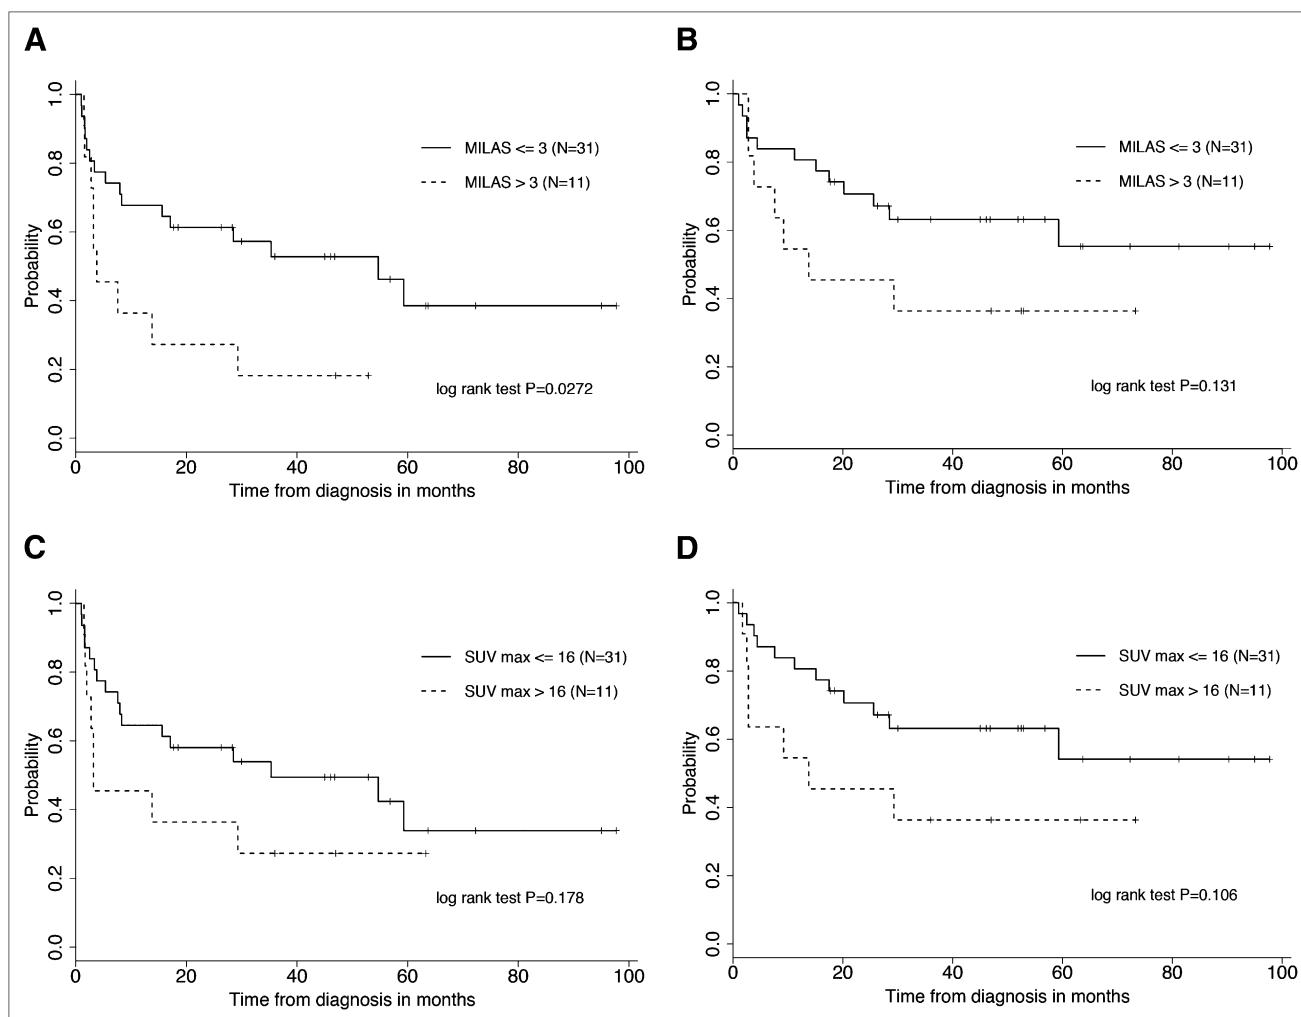 A
1.0
0.8
0.6
0.4
0.2
0.0
Probability
MILAS <= 3 (N=31)
MILAS > 3 (N=11)
log rank test P=0.0272
0 20 40 60 80 100
Time from diagnosis in months
B
1.0
0.8
0.6
0.4
0.2
0.0
Probability
MILAS <= 3 (N=31)
MILAS > 3 (N=11)
log rank test P=0.131
0 20 40 60 80 100
Time from diagnosis in months
C
1.0
0.8
0.6
0.4
0.2
0.0
Probability
SUV max <= 16 (N=31)
SUV max > 16 (N=11)
log rank test P=0.178
0 20 40 60 80 100
Time from diagnosis in months
D
1.0
0.8
0.6
0.4
0.2
0.0
Probability
SUV max <= 16 (N=31)
SUV max > 16 (N=11)
log rank test P=0.106
0 20 40 60 80 100
Time from diagnosis in months